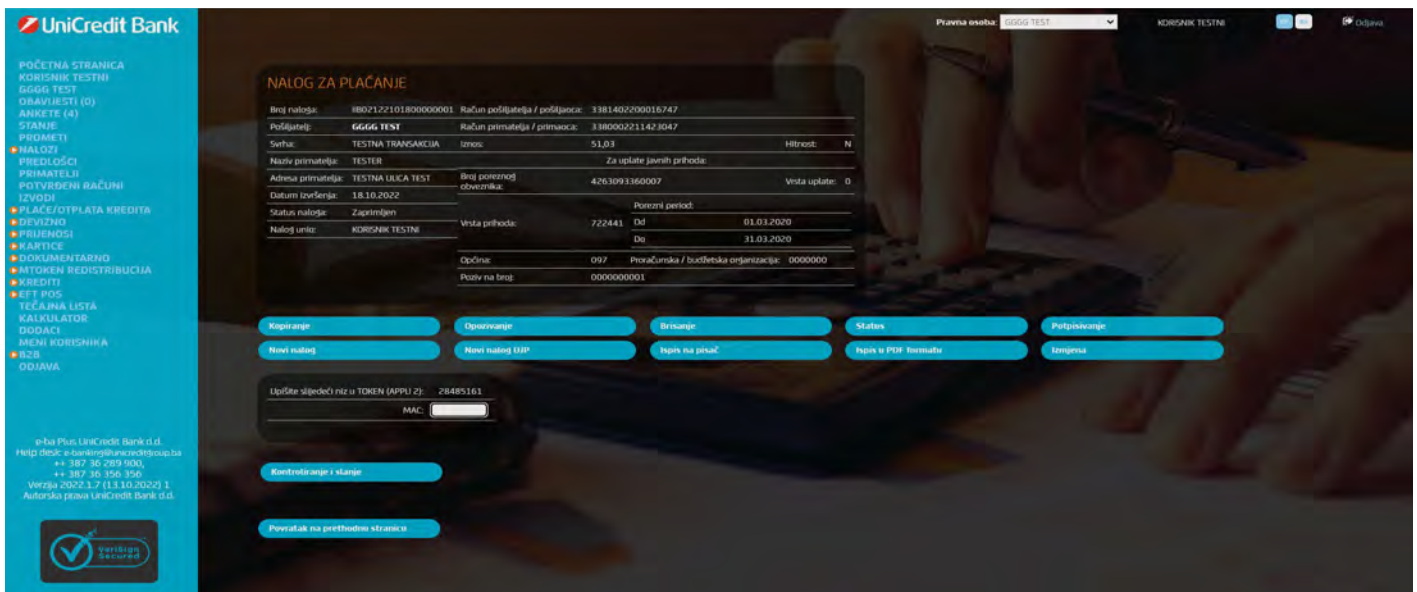 UniCredit Bank
Pravna osoba: GGGG TEST
KORISNIK TESTNI
Odjava
POČETNA STRANICA
KORISNIK TESTNI
GGGG TEST
OBAVIJESTI (0)
ANKETE (4)
STANJE
PROMETI
NALOZI
PREDLOŠCI
PRIMATELJI
POTVRĐENI RAČUNI
IZVODI
PLAĆE/OTPLATA KREDITA
DEVIZNO
PRIJENOSI
KARTICE
DOKUMENTARNO
MTOKEN REDISTRIBUCIJA
KREDITI
EFT POS
TEČAJNA LISTA
KALKULATOR
DODACI
MENI KORISNIKA
B2B
ODJAVA
e-ba Plus UniCredit Bank d.d.
Help desk: e-banking@unicreditgroup.ba
++ 387 36 289 900,
++ 387 36 356 356
Verzija 2022.1.7 (13.10.2022) 1
Autorska prava UniCredit Bank d.d.
VeriSign
Secured
NALOG ZA PLAĆANJE
Broj naloga: IIB02122101800000001 Račun pošiljatelja / pošiljaoca: 3381402200016747
Pošiljatelj: GGGG TEST Račun primatelja / primaoca: 3380002211423047
Svrha: TESTNA TRANSAKCIJA Iznos: 51,03 Hitnost: N
Naziv primatelja: TESTER Za uplate javnih prihoda:
Adresa primatelja: TESTNA ULICA TEST Broj poreznog obveznika: 4263093360007 Vrsta uplate: 0
Datum izvršenja: 18.10.2022
Status naloga: Zaprimljen Porezni period:
Nalog unio: KORISNIK TESTNI Vrsta prihoda: 722441 Od 01.03.2020
Do 31.03.2020
Općina: 097 Proračunska / budžetska organizacija: 0000000
Poziv na broj: 0000000001
Kopiranje Opozivanje Brisanje Status Potpisivanje
Novi nalog Novi nalog UJP Ispis na pisač Ispis u PDF formatu Izmjena
Upišite slijedeći niz u TOKEN (APPLI 2): 28485161
MAC:
Kontroliranje i slanje
Povratak na prethodnu stranicu